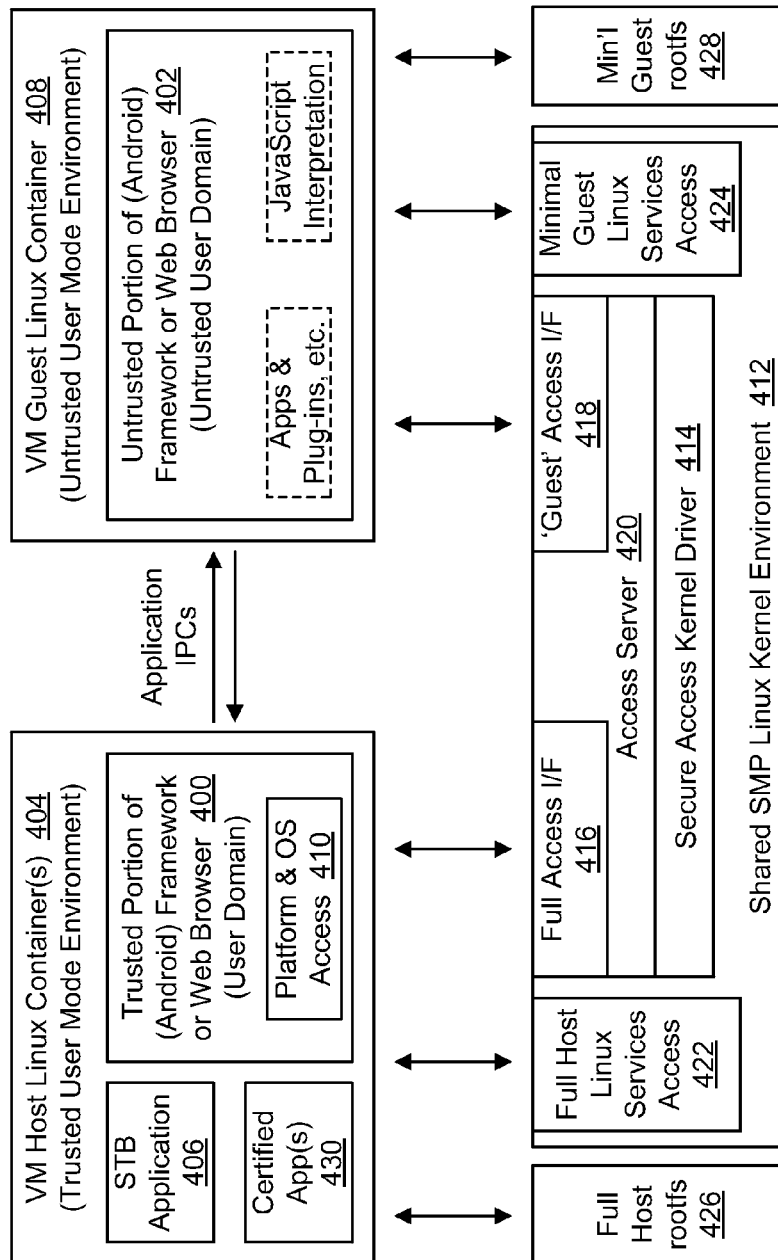 VM Host Linux Container(s) 404
(Trusted User Mode Environment)
STB
Application
406
Certified
App(s)
430
Trusted Portion of
(Android) Framework
or Web Browser 400
(User Domain)
Platform & OS
Access 410
Application
IPCs
VM Guest Linux Container 408
(Untrusted User Mode Environment)
Untrusted Portion of (Android)
Framework or Web Browser 402
(Untrusted User Domain)
Apps &
Plug-ins, etc.
JavaScript
Interpretation
Full
Host
rootfs
426
Full Host
Linux
Services
Access
422
Full Access I/F
416
'Guest' Access I/F
418
Access Server 420
Secure Access Kernel Driver 414
Minimal
Guest
Linux
Services
Access
424
Shared SMP Linux Kernel Environment 412
Min'l
Guest
rootfs
428